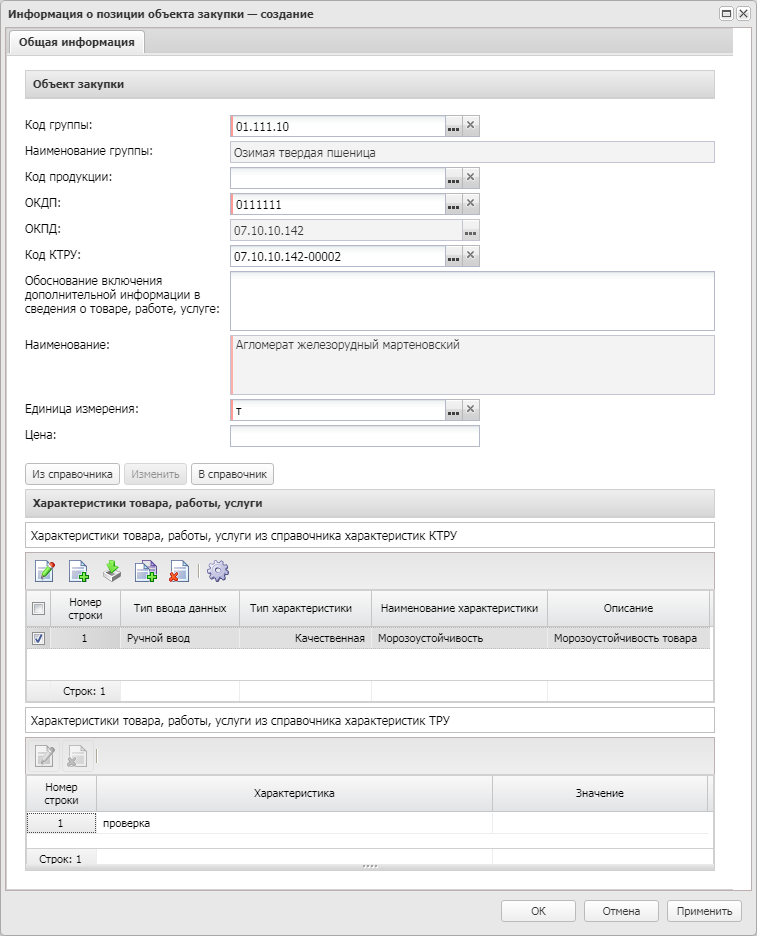 Информация о позиции объекта закупки — создание
Общая информация
Объект закупки
Код группы:
01.111.10
Наименование группы:
Озимая твердая пшеница
Код продукции:
ОКДП:
0111111
ОКПД:
07.10.10.142
Код КТРУ:
07.10.10.142-00002
Обоснование включения
дополнительной информации в
сведения о товаре, работе, услуге:
Наименование:
Агломерат железорудный мартеновский
Единица измерения:
т
Цена:
Из справочника Изменить В справочник
Характеристики товара, работы, услуги
Характеристики товара, работы, услуги из справочника характеристик КТРУ
Номер строки Тип ввода данных Тип характеристики Наименование характеристики Описание
1 Ручной ввод Качественная Морозоустойчивость Морозоустойчивость товара
Строк: 1
Характеристики товара, работы, услуги из справочника характеристик ТРУ
Номер строки Характеристика Значение
1 проверка
Строк: 1
ОК Отмена Применить